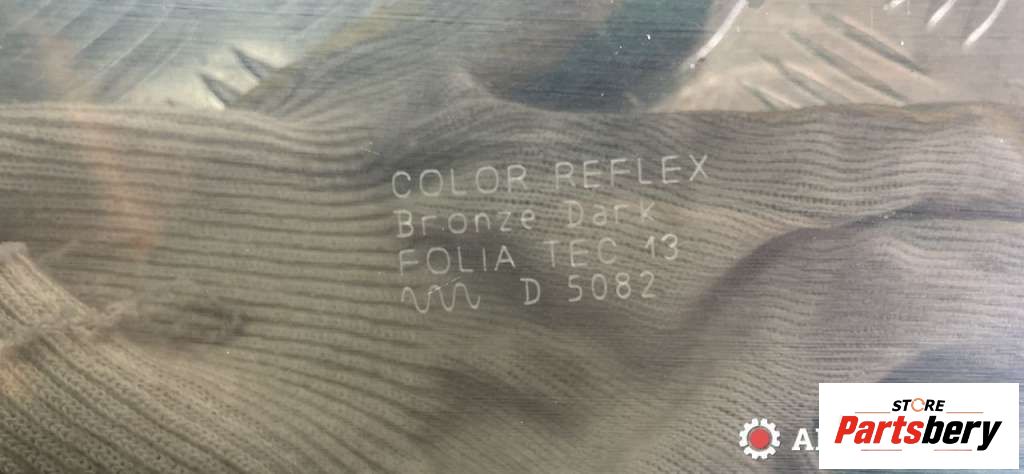 COLOR REFLEX
Bronze Dark
FOLIA TEC 13
D 5082
STORE
Partsbery